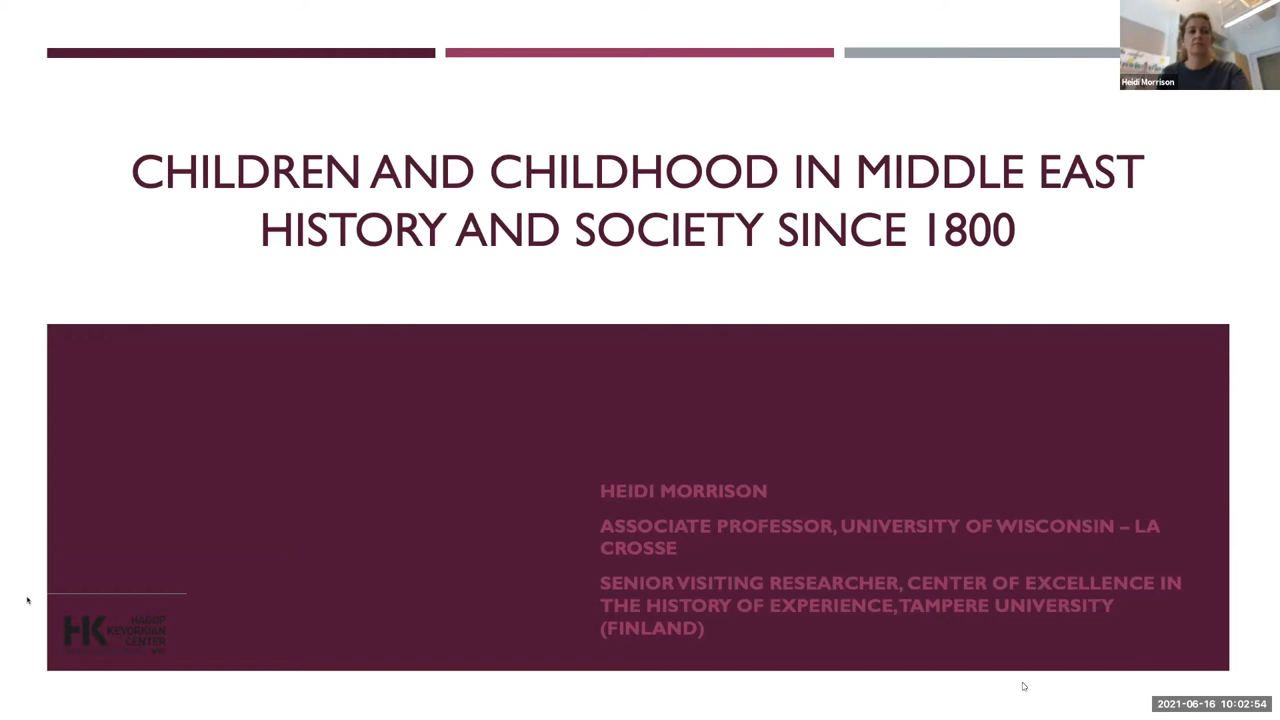 Heidi Morrison
CHILDREN AND CHILDHOOD IN MIDDLE EAST
HISTORY AND SOCIETY SINCE 1800
HEIDI MORRISON
ASSOCIATE PROFESSOR, UNIVERSITY OF WISCONSIN – LA
CROSSE
SENIOR VISITING RESEARCHER, CENTER OF EXCELLENCE IN
THE HISTORY OF EXPERIENCE, TAMPERE UNIVERSITY
(FINLAND)
HK
HAGOP
KEVORKIAN
CENTER
2021-06-16 10:02:54